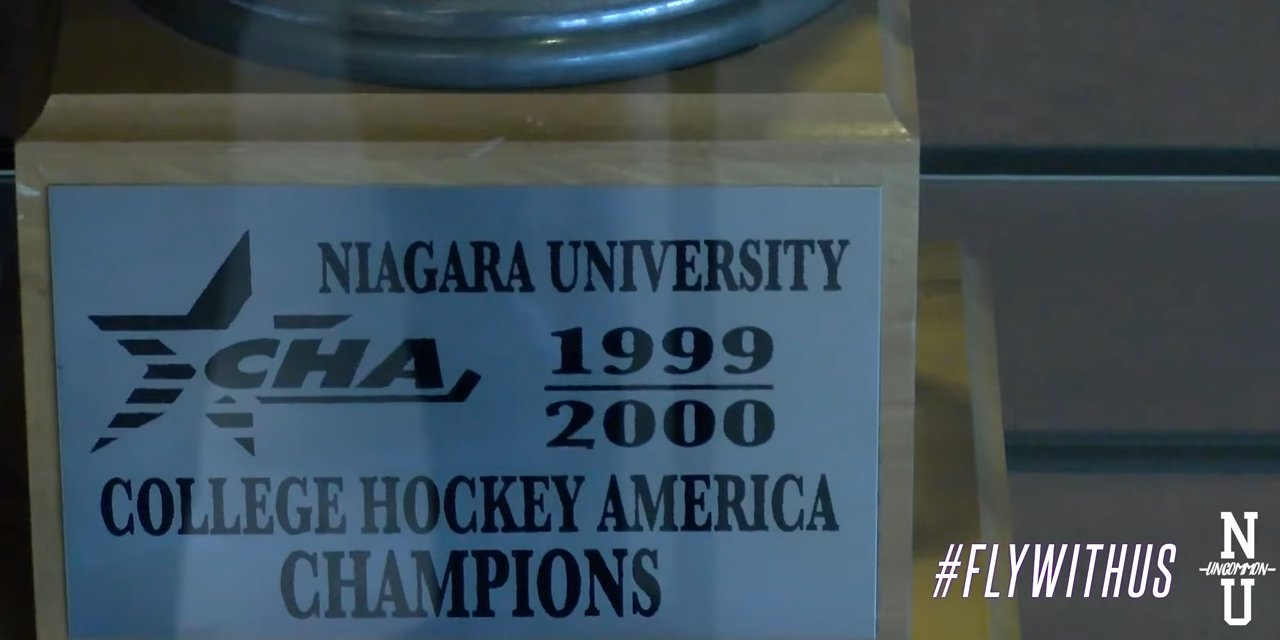 NIAGARA UNIVERSITY
CHA
1999
2000
COLLEGE HOCKEY AMERICA
CHAMPIONS
#FLYWITHUS
N
UNCOMMON
U